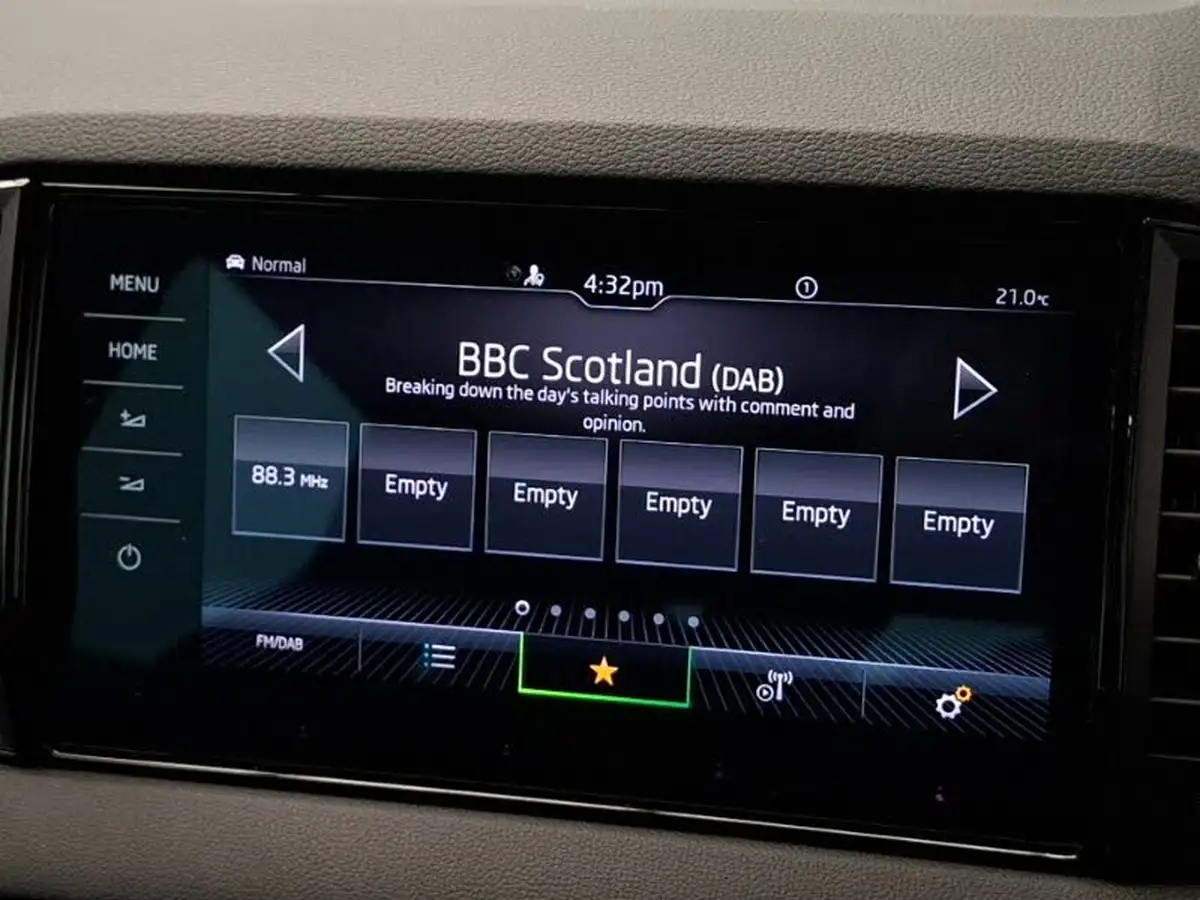 Normal
4:32pm
1
21.0°C
MENU
HOME
BBC Scotland (DAB)
Breaking down the day's talking points with comment and
opinion.
88.3 MHz
Empty
Empty
Empty
Empty
Empty
FM/DAB